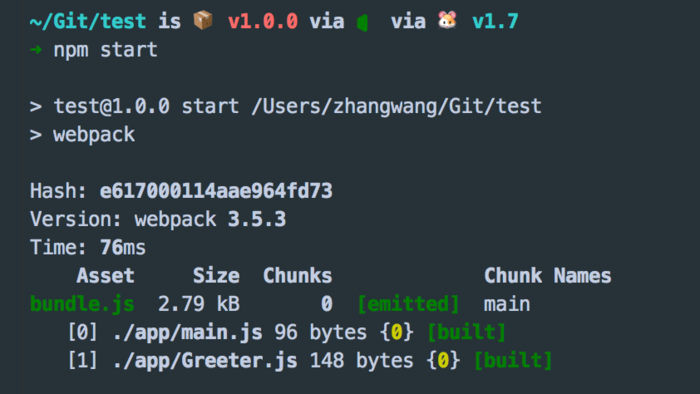 ~/Git/test is 📦 v1.0.0 via ⬢ via 🐹 v1.7
➜ npm start
> test@1.0.0 start /Users/zhangwang/Git/test
> webpack
Hash: e617000114aae964fd73
Version: webpack 3.5.3
Time: 76ms
Asset Size Chunks Chunk Names
bundle.js 2.79 kB 0 [emitted] main
[0] ./app/main.js 96 bytes {0} [built]
[1] ./app/Greeter.js 148 bytes {0} [built]